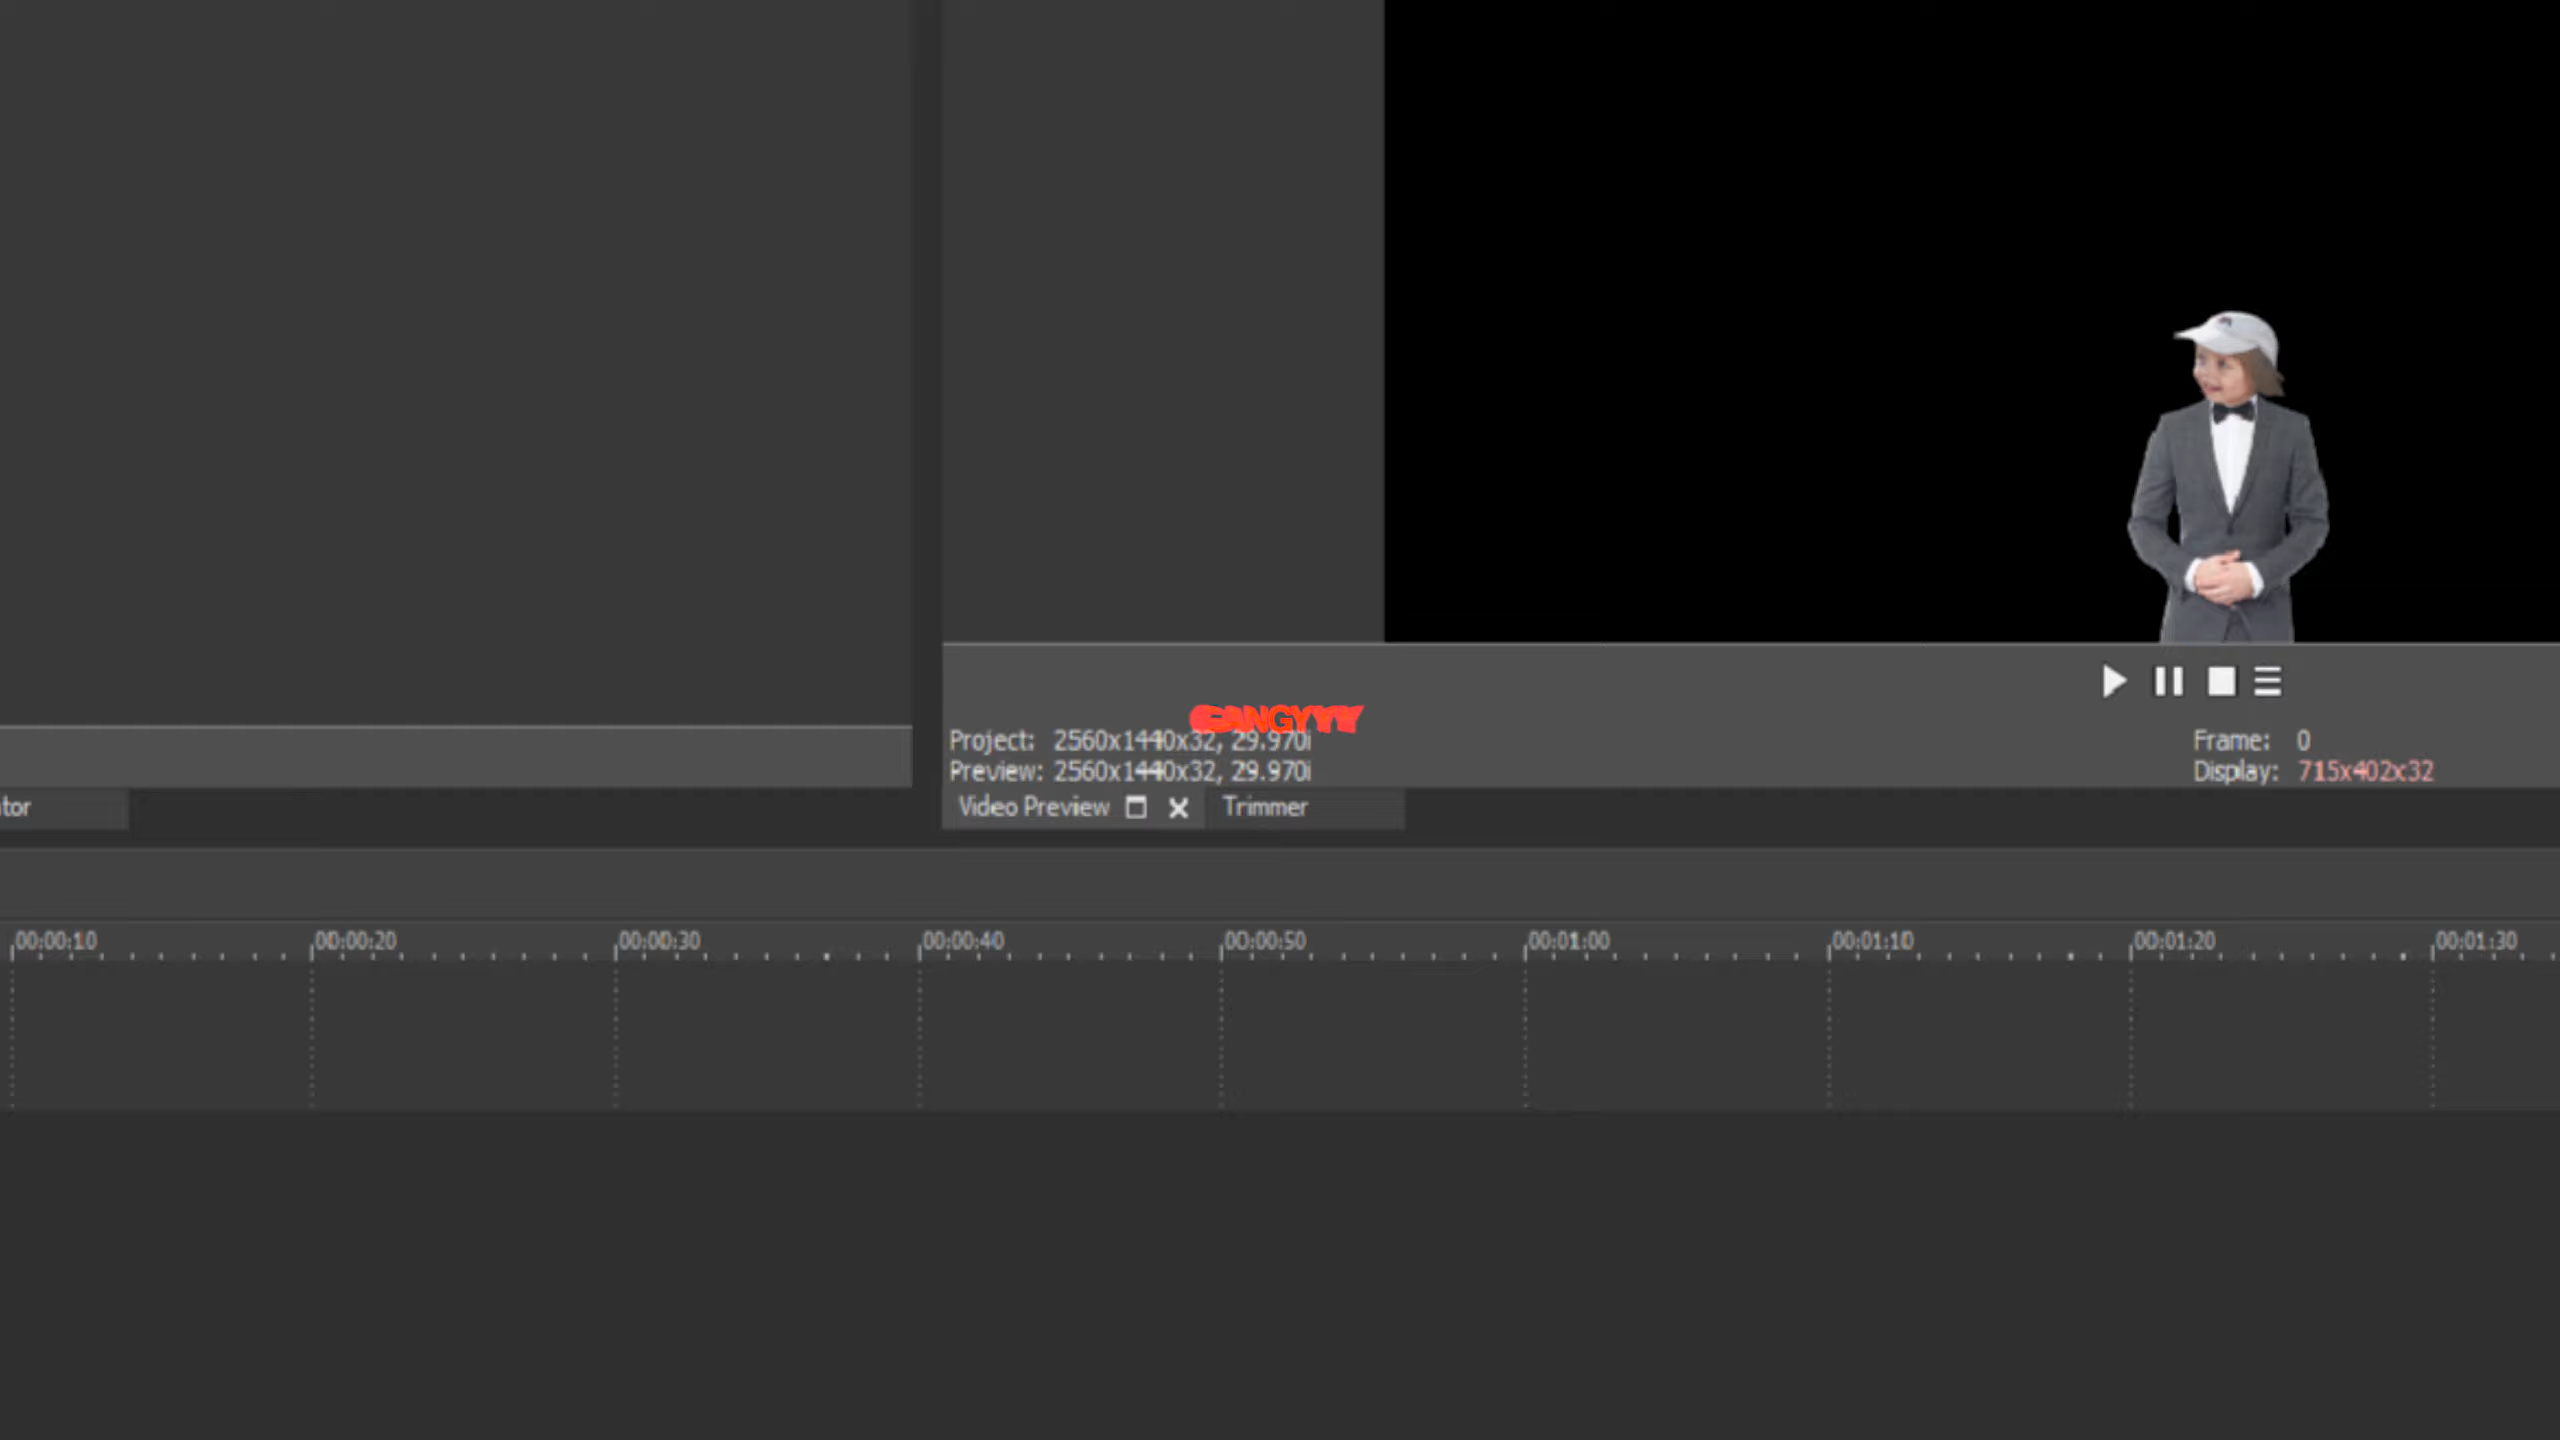 CANGYYY
Project: 2560x1440x32, 29.970i
Preview: 2560x1440x32, 29.970i
Frame: 0
Display: 715x402x32
tor
Video Preview
Trimmer
00:00:10 00:00:20 00:00:30 00:00:40 00:00:50 00:01:00 00:01:10 00:01:20 00:01:30